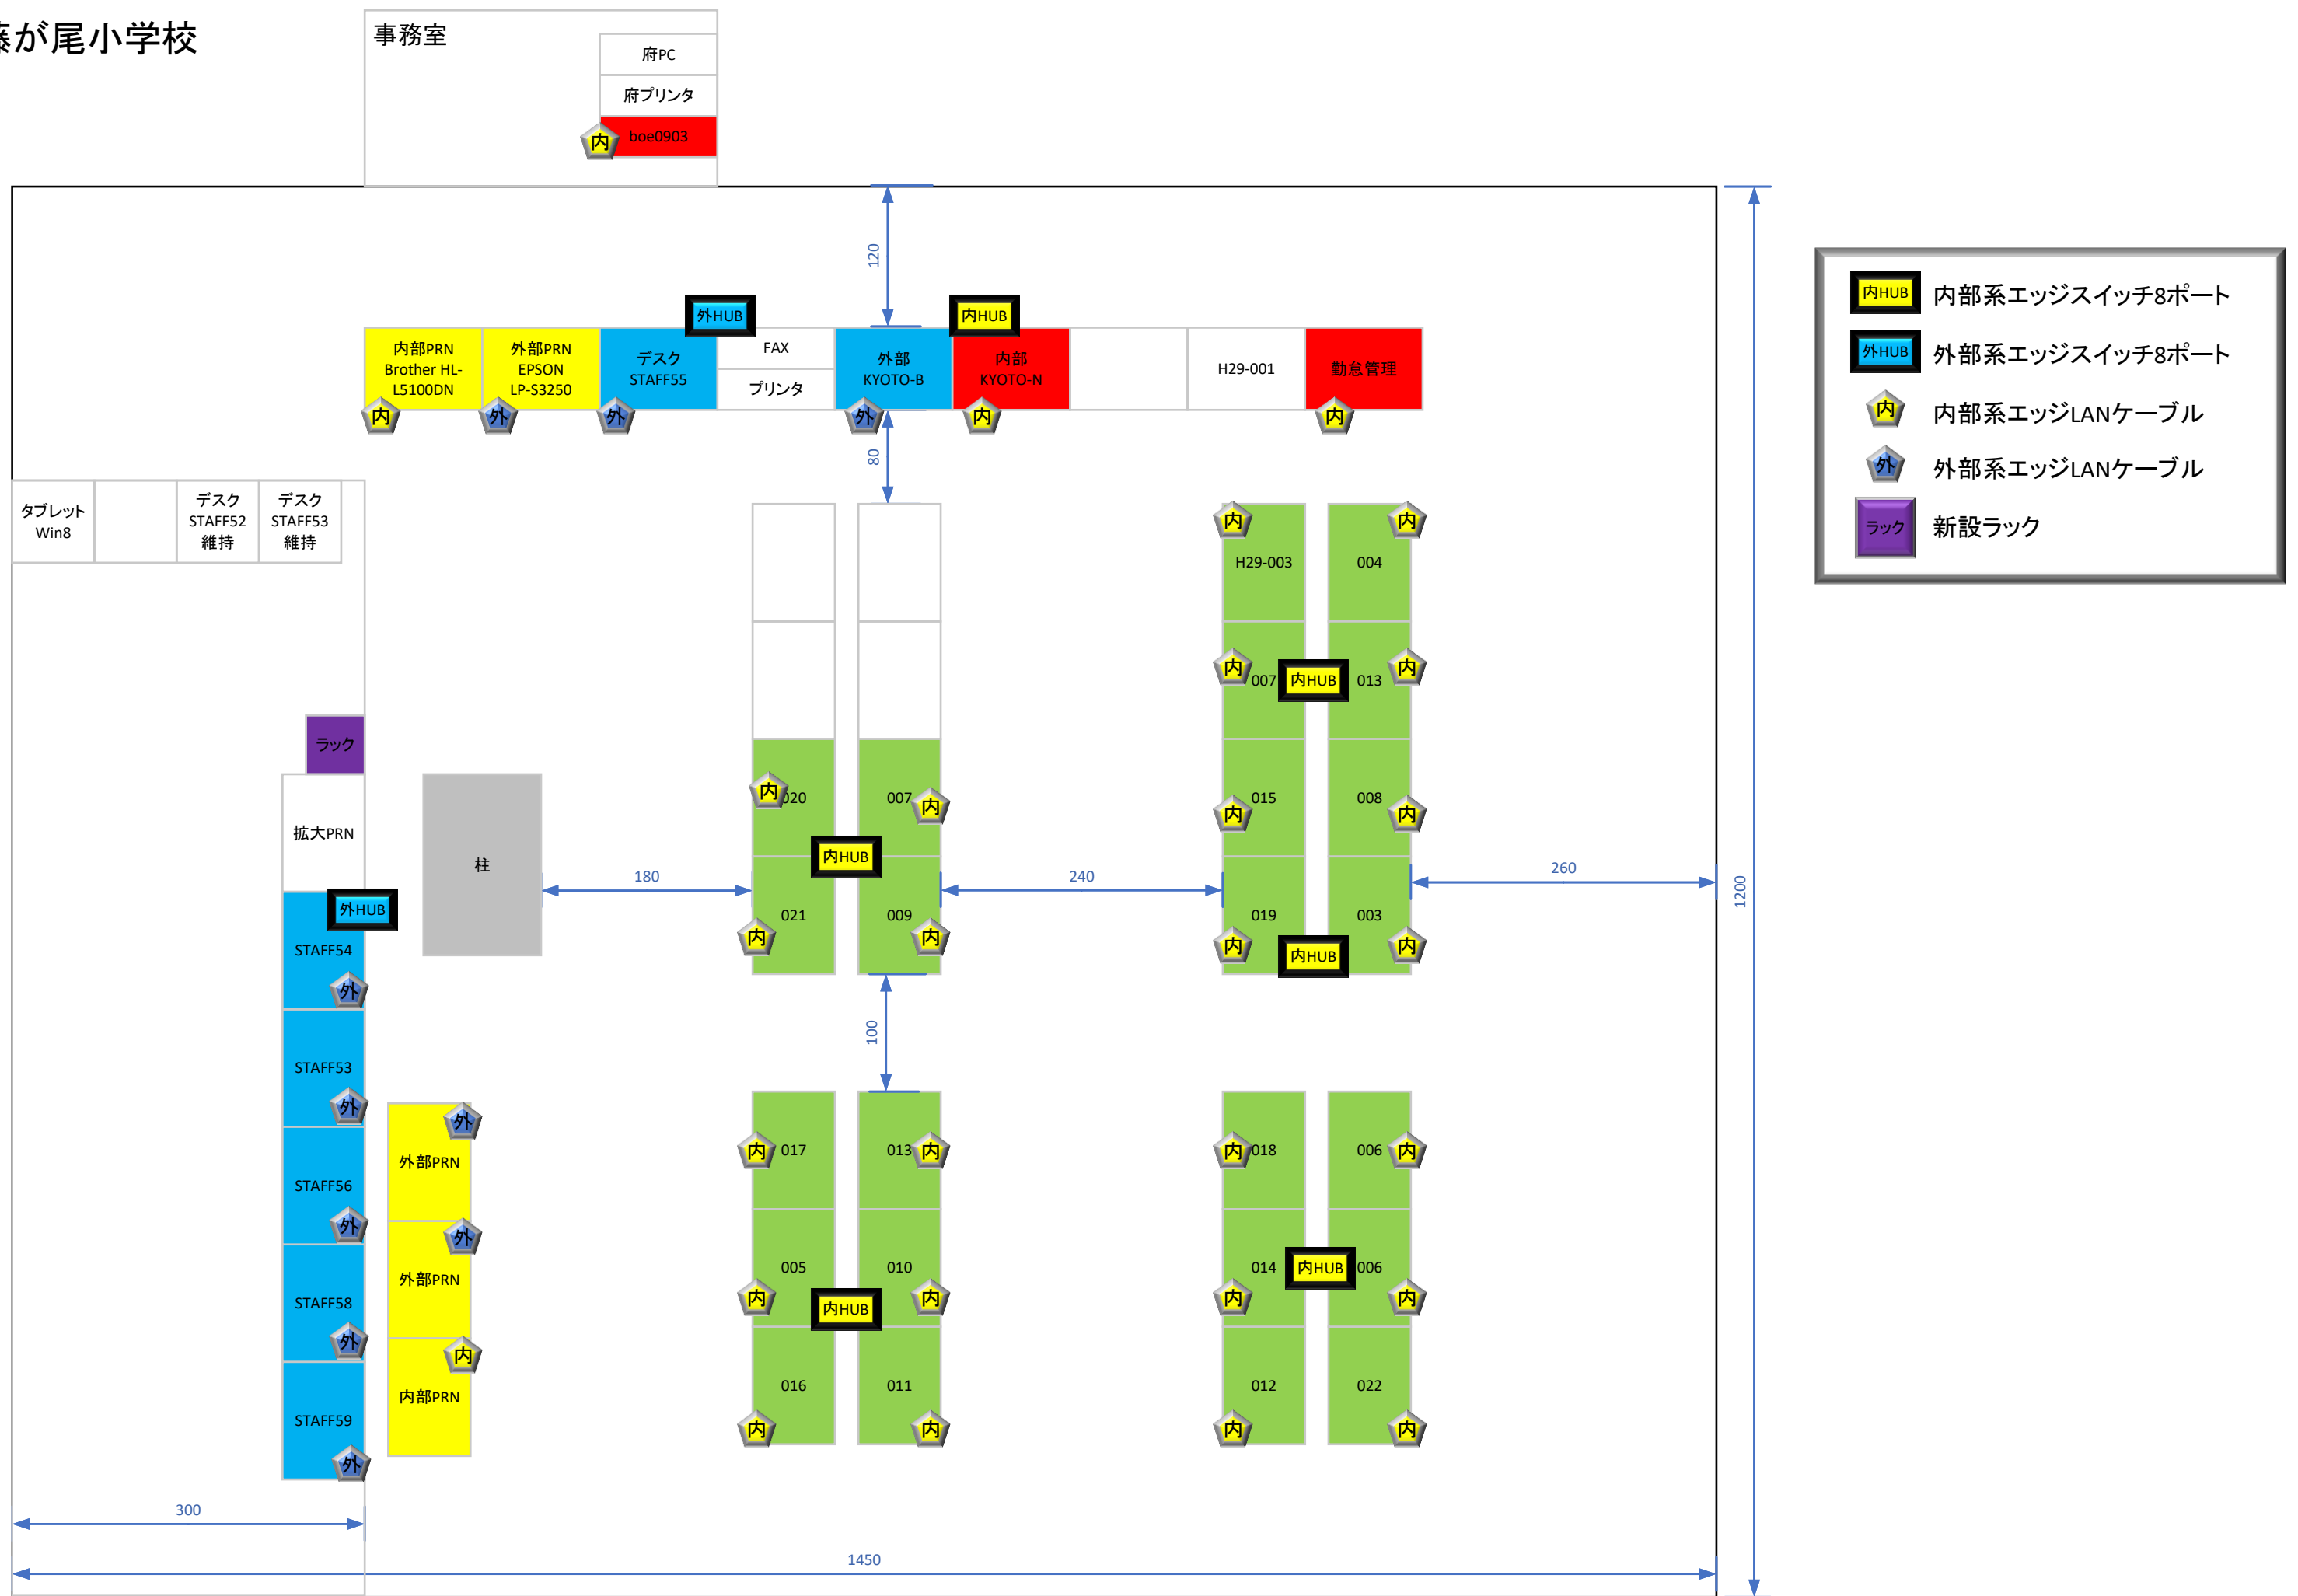 が尾小学校
事務室
府PC
府プリンタ
boe0903
内
120
外HUB
内HUB
内部PRN
Brother HL-
L5100DN
外部PRN
EPSON
LP-S3250
デスク
STAFF55
FAX
プリンタ
外部
KYOTO-B
内部
KYOTO-N
H29-001
勤怠管理
内
外
外
外
内
内
80
内HUB
内部系エッジスイッチ8ポート
外HUB
外部系エッジスイッチ8ポート
内
内部系エッジLANケーブル
外
外部系エッジLANケーブル
ラック
新設ラック
1200
タブレット
Win8
デスク
STAFF52
維持
デスク
STAFF53
維持
ラック
拡大PRN
柱
外HUB
STAFF54
外
STAFF53
外
STAFF56
外
STAFF58
外
STAFF59
外
外部PRN
外
外部PRN
外
内部PRN
内
180
020
内
007
内
内HUB
021
内
009
内
240
内
H29-003
004
内
内
007
内HUB
013
内
015
内
008
内
019
内
003
内
内HUB
260
100
内
017
013
内
005
内
010
内
内HUB
016
内
011
内
内
018
006
内
014
内
内HUB
006
内
012
内
022
内
300
1450